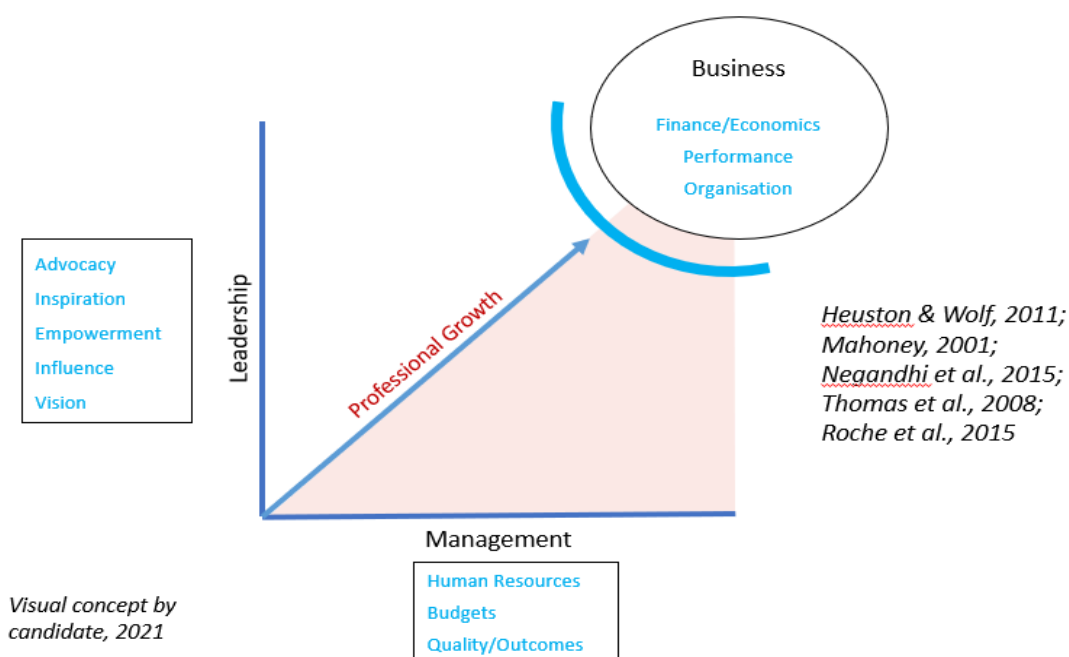 Business
Finance/Economics
Performance
Organisation
Advocacy
Inspiration
Empowerment
Influence
Vision
Leadership
Professional Growth
Heuston & Wolf, 2011;
Mahoney, 2001;
Negandhi et al., 2015;
Thomas et al., 2008;
Roche et al., 2015
Management
Human Resources
Budgets
Quality/Outcomes
Visual concept by
candidate, 2021